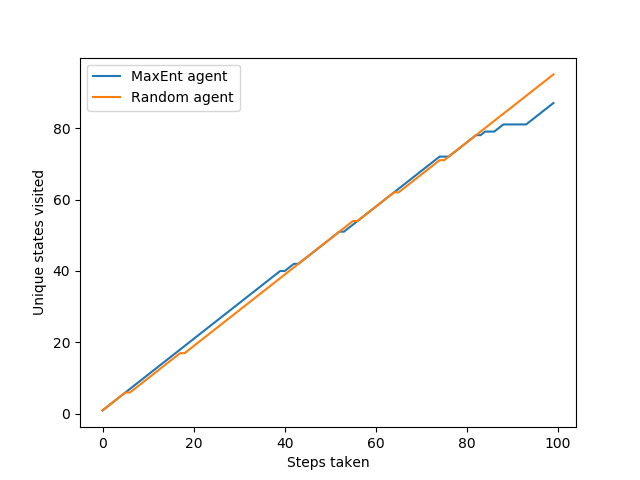 MaxEnt agent
Random agent
Unique states visited
80
60
40
20
0
0 20 40 60 80 100
Steps taken